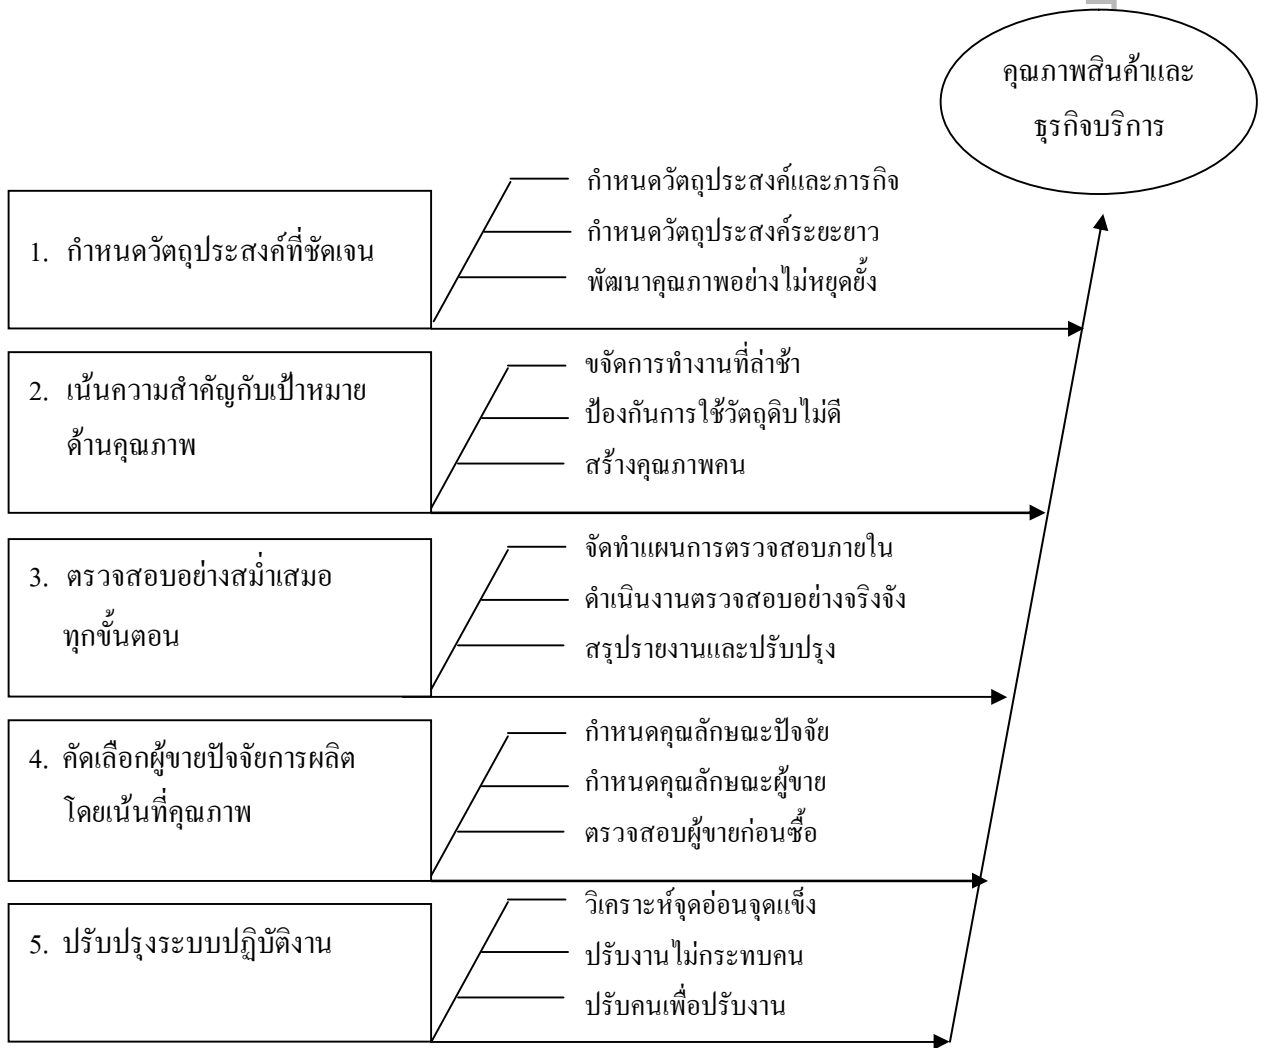 คุณภาพสินค้าและ
ธุรกิจบริการ
1. กำหนดวัตถุประสงค์ที่ชัดเจน
กำหนดวัตถุประสงค์และภารกิจ
กำหนดวัตถุประสงค์ระยะยาว
พัฒนาคุณภาพอย่างไม่หยุดยั้ง
2. เน้นความสำคัญกับเป้าหมาย
ด้านคุณภาพ
ขจัดการทำงานที่ล่าช้า
ป้องกันการใช้วัตถุดิบไม่ดี
สร้างคุณภาพคน
3. ตรวจสอบอย่างสม่ำเสมอ
ทุกขั้นตอน
จัดทำแผนการตรวจสอบภายใน
ดำเนินงานตรวจสอบอย่างจริงจัง
สรุปรายงานและปรับปรุง
4. คัดเลือกผู้ขายปัจจัยการผลิต
โดยเน้นที่คุณภาพ
กำหนดคุณลักษณะปัจจัย
กำหนดคุณลักษณะผู้ขาย
ตรวจสอบผู้ขายก่อนซื้อ
5. ปรับปรุงระบบปฏิบัติงาน
วิเคราะห์จุดอ่อนจุดแข็ง
ปรับงานไม่กระทบคน
ปรับคนเพื่อปรับงาน